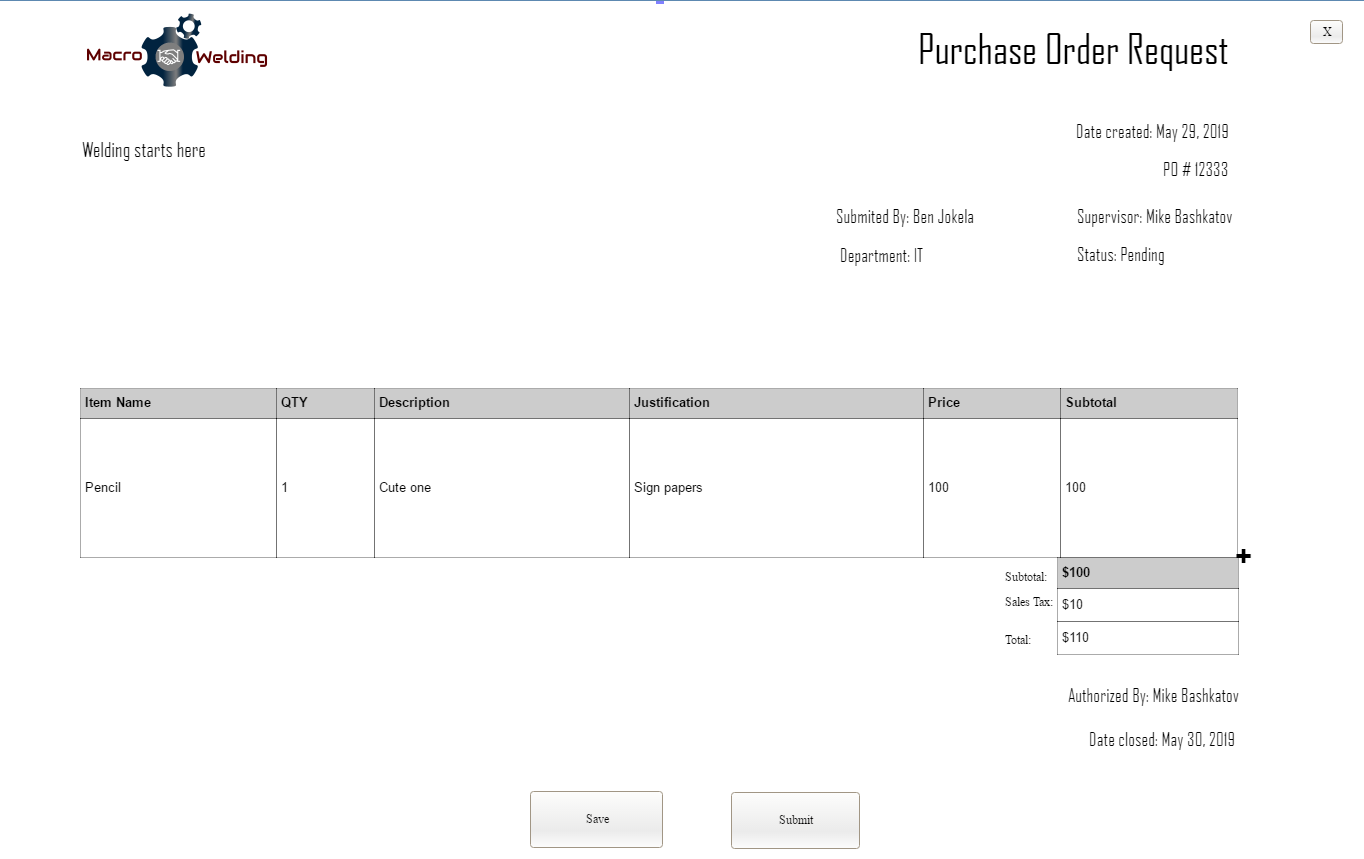 Macro Welding
Purchase Order Request
X
Date created: May 29, 2019
Welding starts here
PO # 12333
Submited By: Ben Jokela
Supervisor: Mike Bashkatov
Department: IT
Status: Pending
Item Name QTY Description Justification Price Subtotal
Pencil 1 Cute one Sign papers 100 100
Subtotal: $100
Sales Tax: $10
Total: $110
Authorized By: Mike Bashkatov
Date closed: May 30, 2019
Save Submit